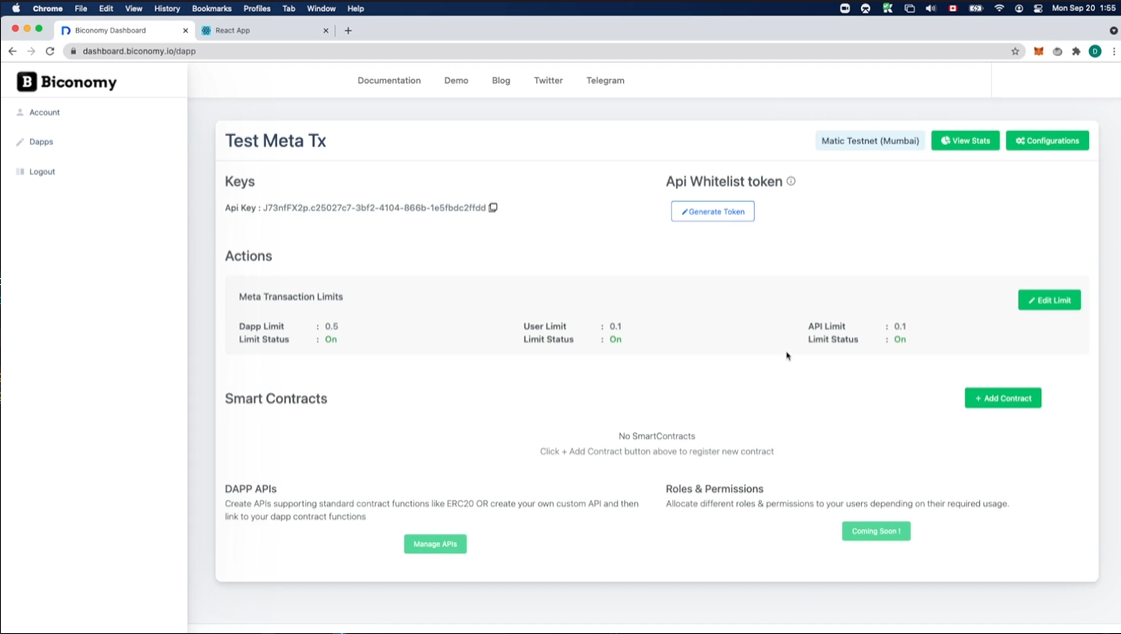 Chrome File Edit View History Bookmarks Profiles Tab Window Help Mon Sep 20 1:55
Biconomy Dashboard React App
dashboard.biconomy.io/dapp D
B Biconomy Documentation Demo Blog Twitter Telegram
Account
Dapps
Logout
Test Meta Tx Matic Testnet (Mumbai) View Stats Configurations
Keys Api Whitelist token
Api Key : J73nfFX2p.c25027c7-3bf2-4104-866b-1e5fbdc2ffdd Generate Token
Actions
Meta Transaction Limits Edit Limit
Dapp Limit : 0.5 User Limit : 0.1 API Limit : 0.1
Limit Status : On Limit Status : On Limit Status : On
Smart Contracts + Add Contract
No SmartContracts
Click + Add Contract button above to register new contract
DAPP APIs Roles & Permissions
Create APIs supporting standard contract functions like ERC20 OR create your own custom API and then Allocate different roles & permissions to your users depending on their required usage.
link to your dapp contract functions
Coming Soon !
Manage APIs